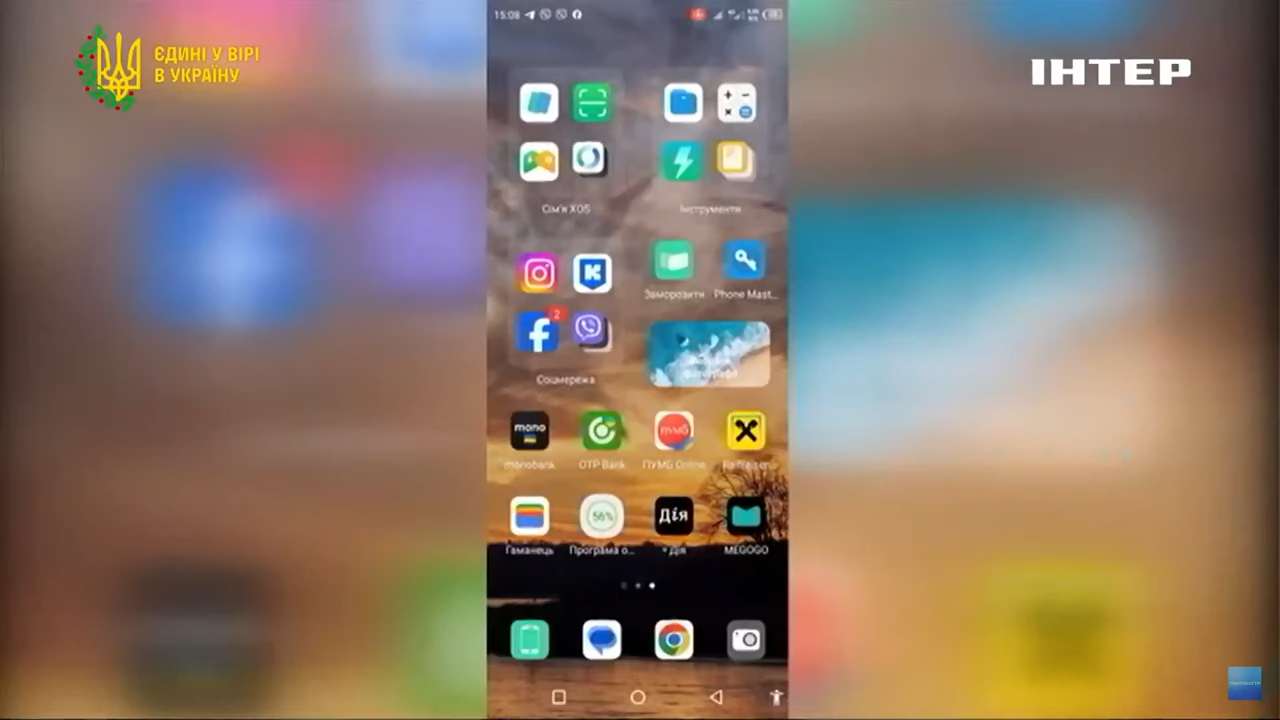 ЄДИНІ У ВІРІ
В УКРАЇНУ
ІНТЕР
15:08
Сім'я XOS
Інструменти
Заморозити
Phone Mast...
2
Соцмережа
mono
пумб
monobank
OTP Bank
ПУМБ Online
56%
Дія
Гаманець
Програма о...
Дія
MEGOGO